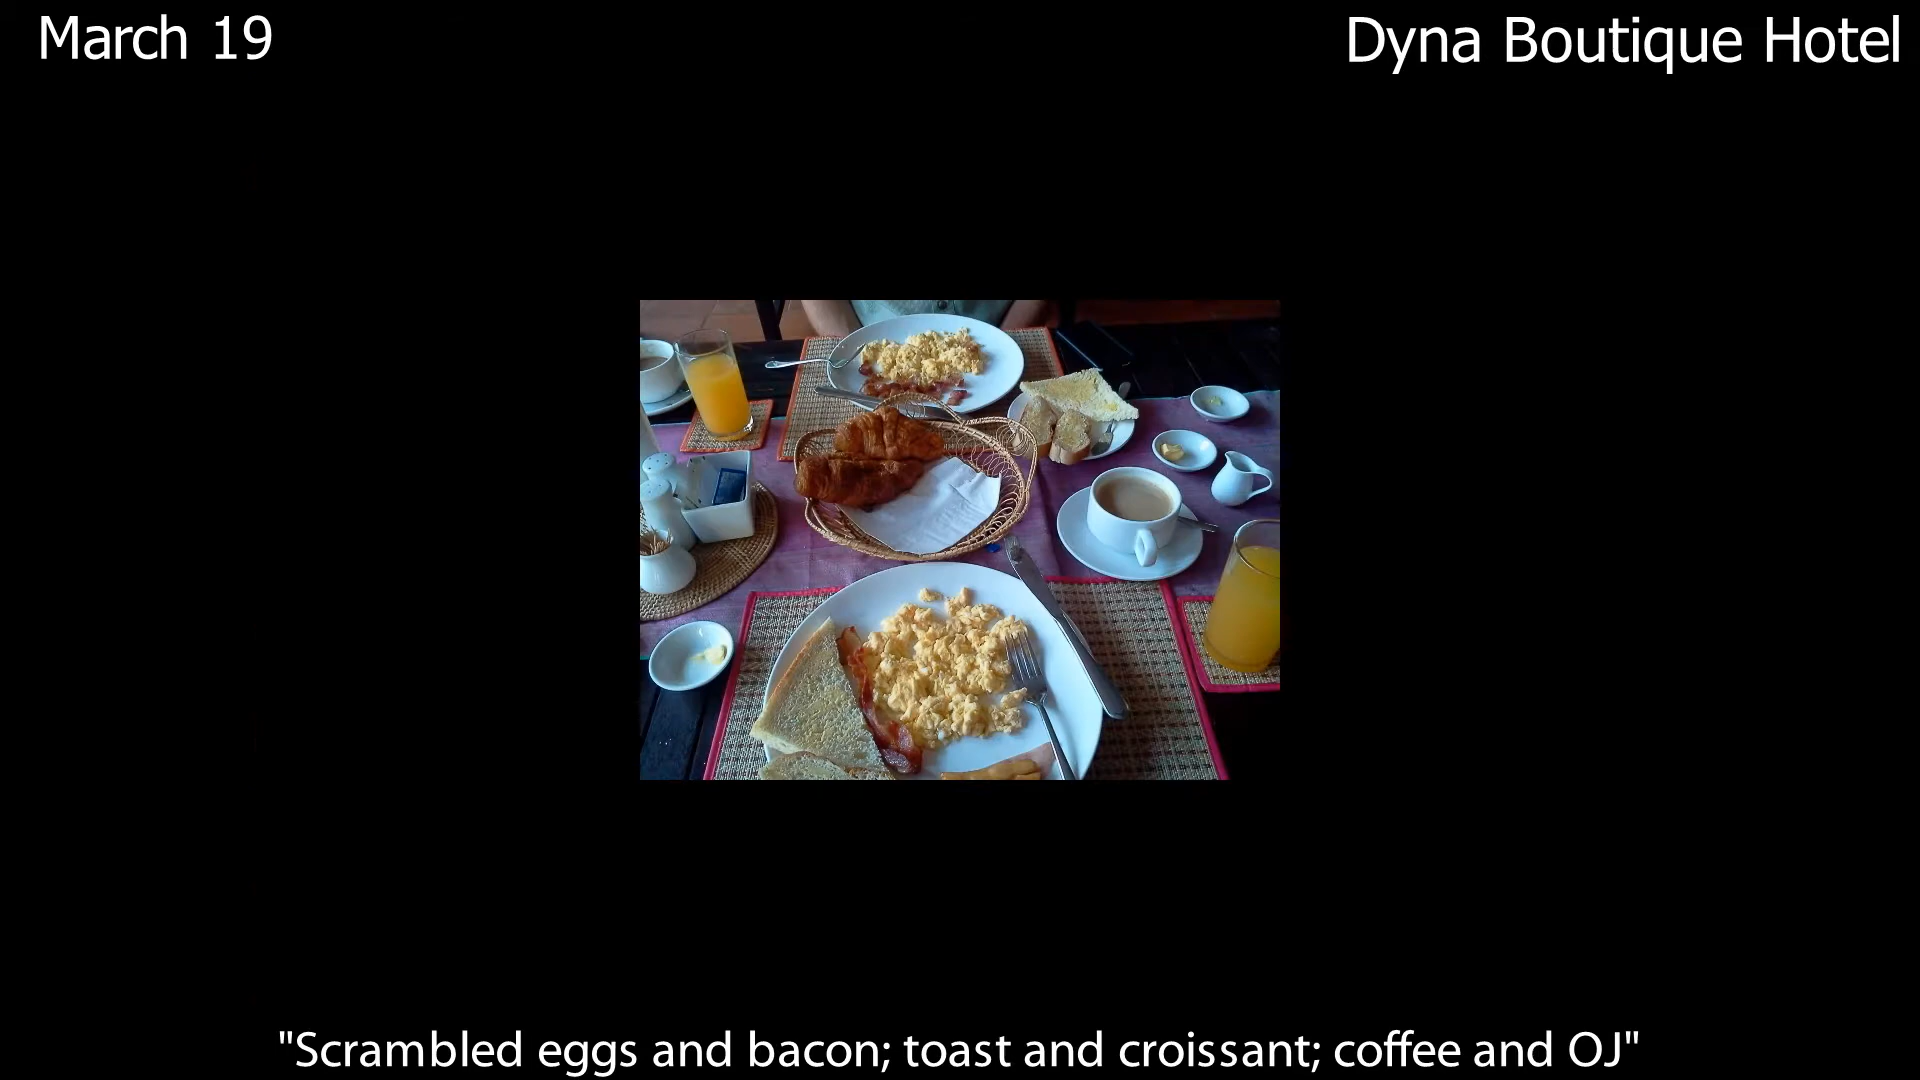 March 19
Dyna Boutique Hotel
"Scrambled eggs and bacon; toast and croissant; coffee and OJ"